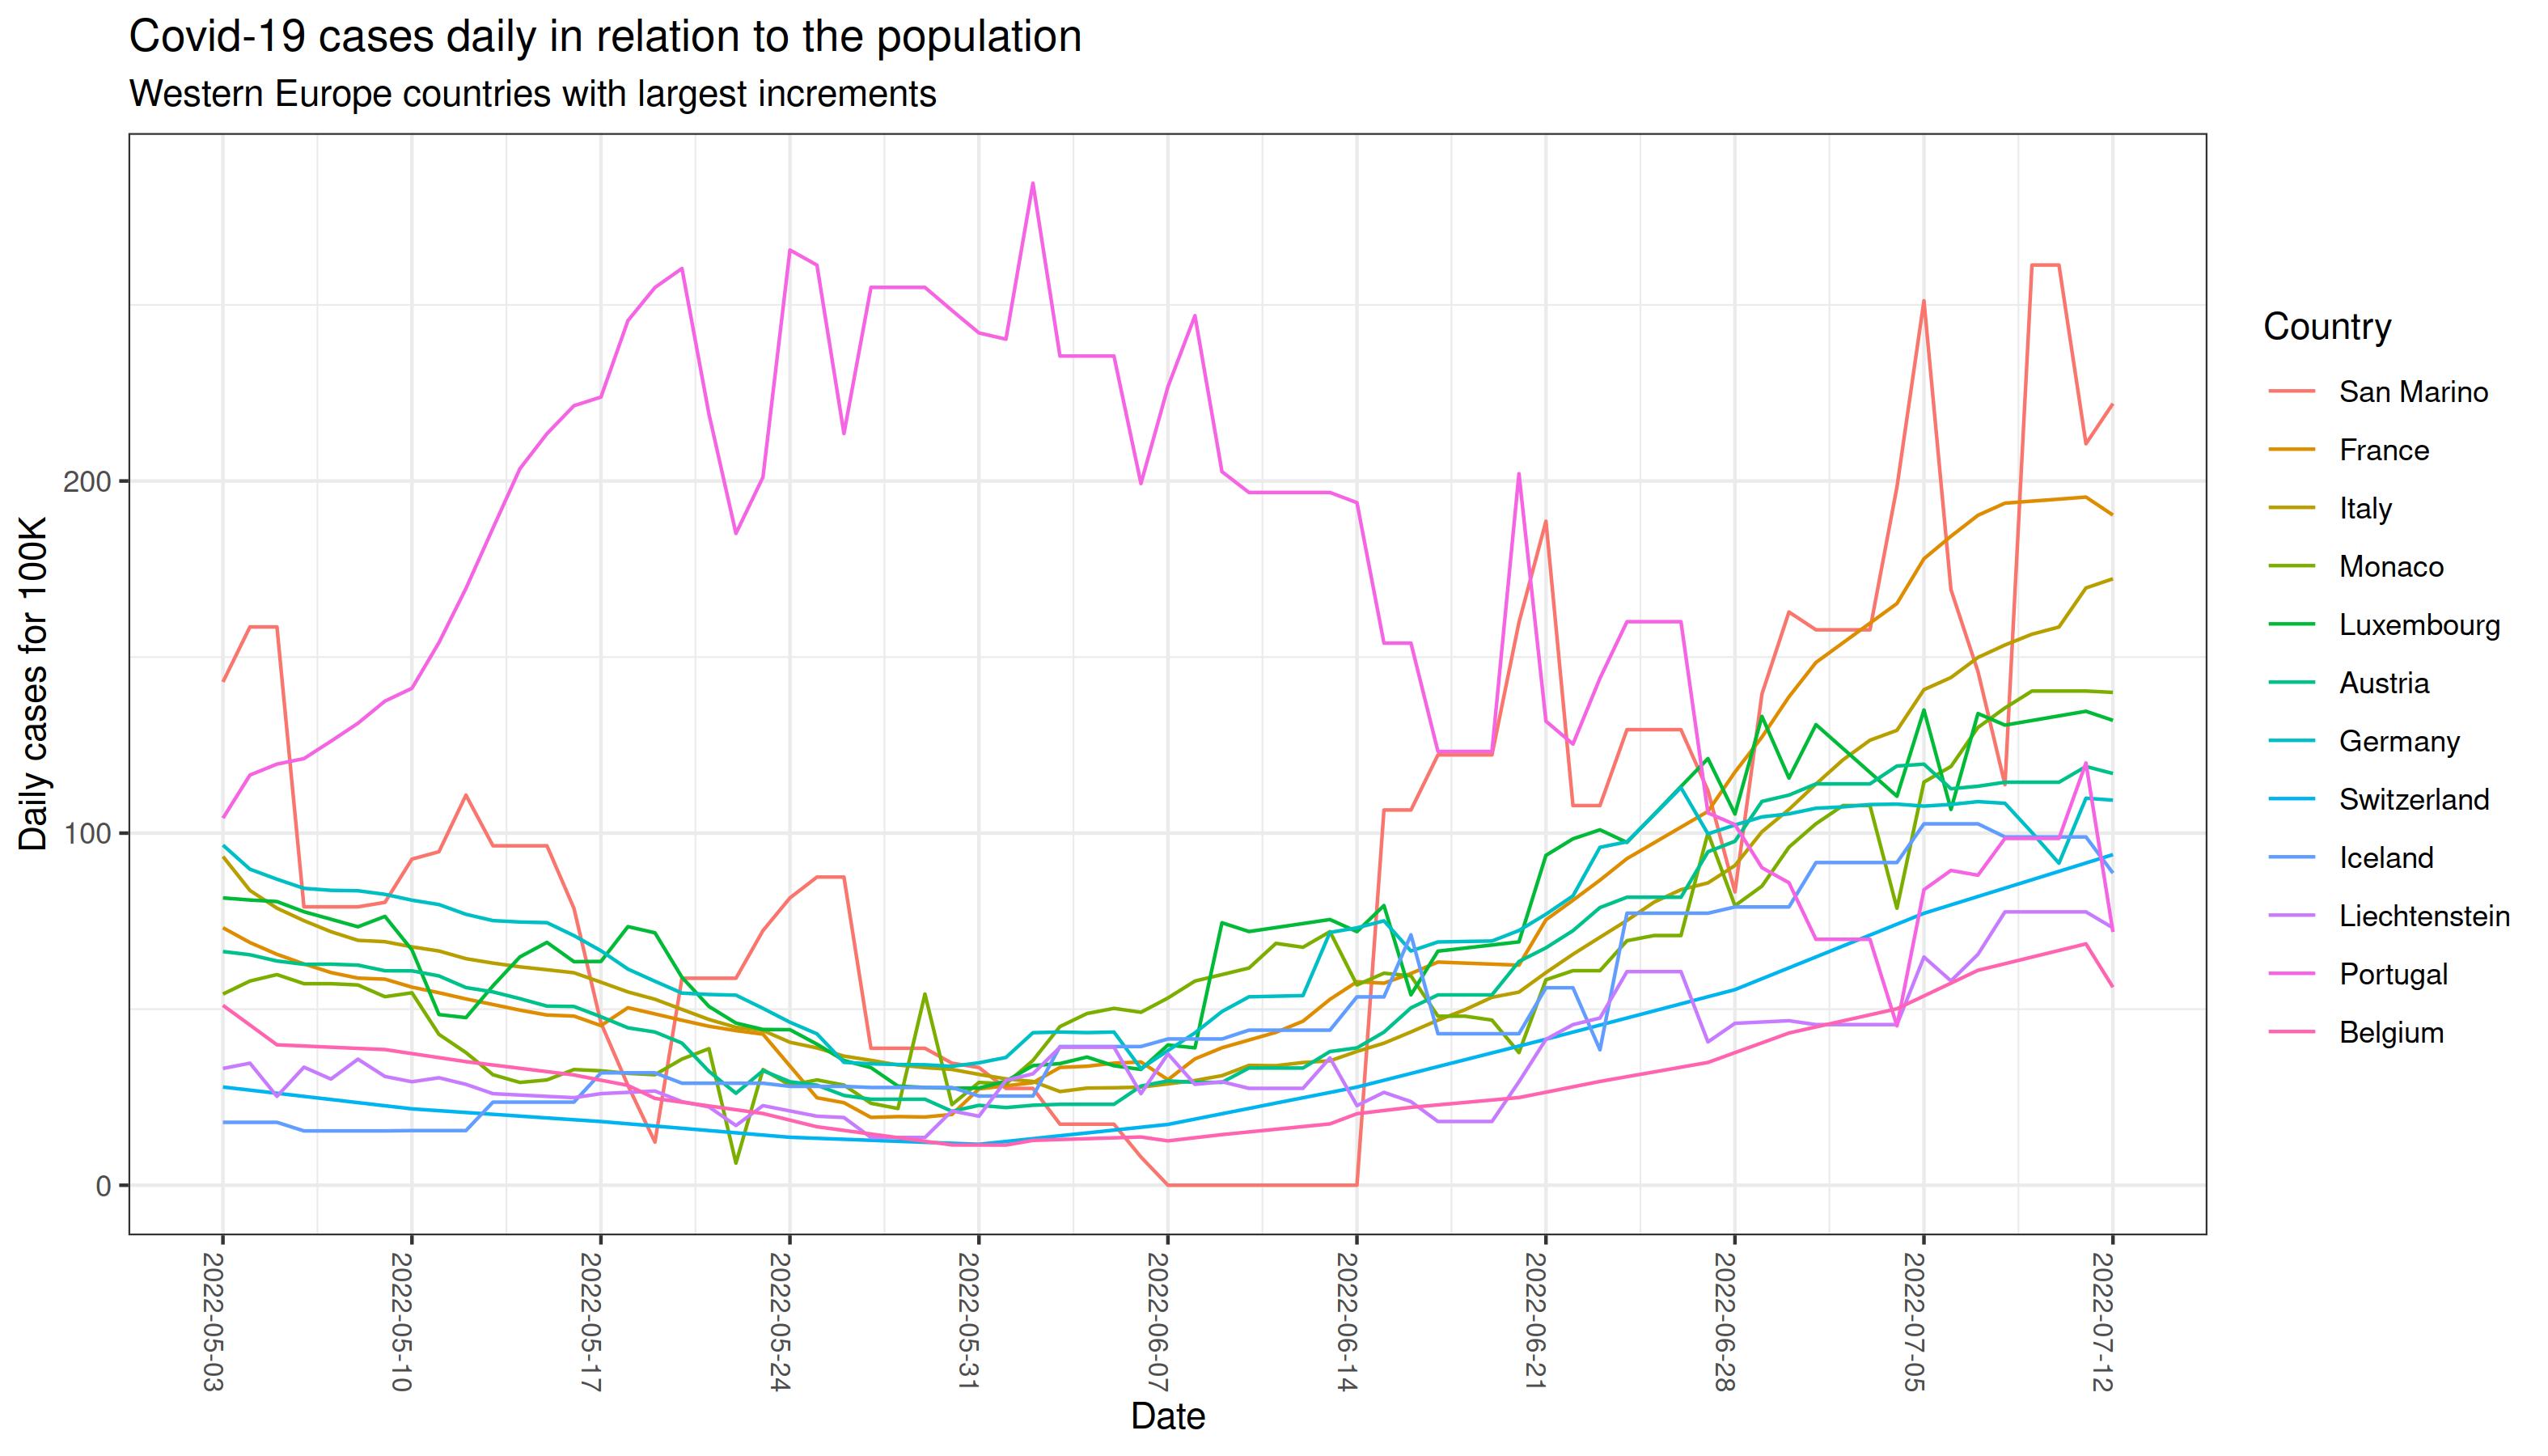 Covid-19 cases daily in relation to the population
Western Europe countries with largest increments
Daily cases for 100K
200
100
0
2022-05-03
2022-05-10
2022-05-17
2022-05-24
2022-05-31
2022-06-07
2022-06-14
2022-06-21
2022-06-28
2022-07-05
2022-07-12
Date
Country
San Marino
France
Italy
Monaco
Luxembourg
Austria
Germany
Switzerland
Iceland
Liechtenstein
Portugal
Belgium